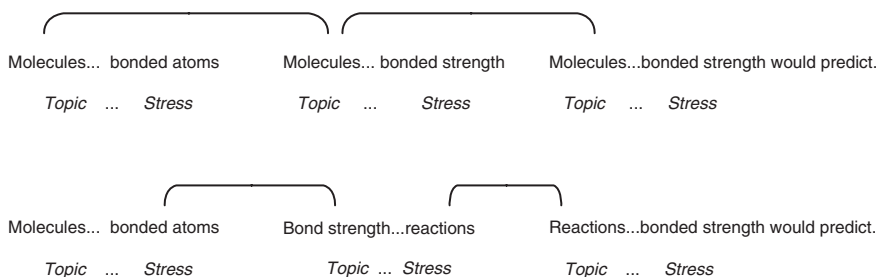 Molecules... bonded atoms Molecules... bonded strength Molecules...bonded strength would predict.
Topic ... Stress Topic ... Stress Topic ... Stress
Molecules... bonded atoms Bond strength...reactions Reactions...bonded strength would predict.
Topic ... Stress Topic ... Stress Topic ... Stress